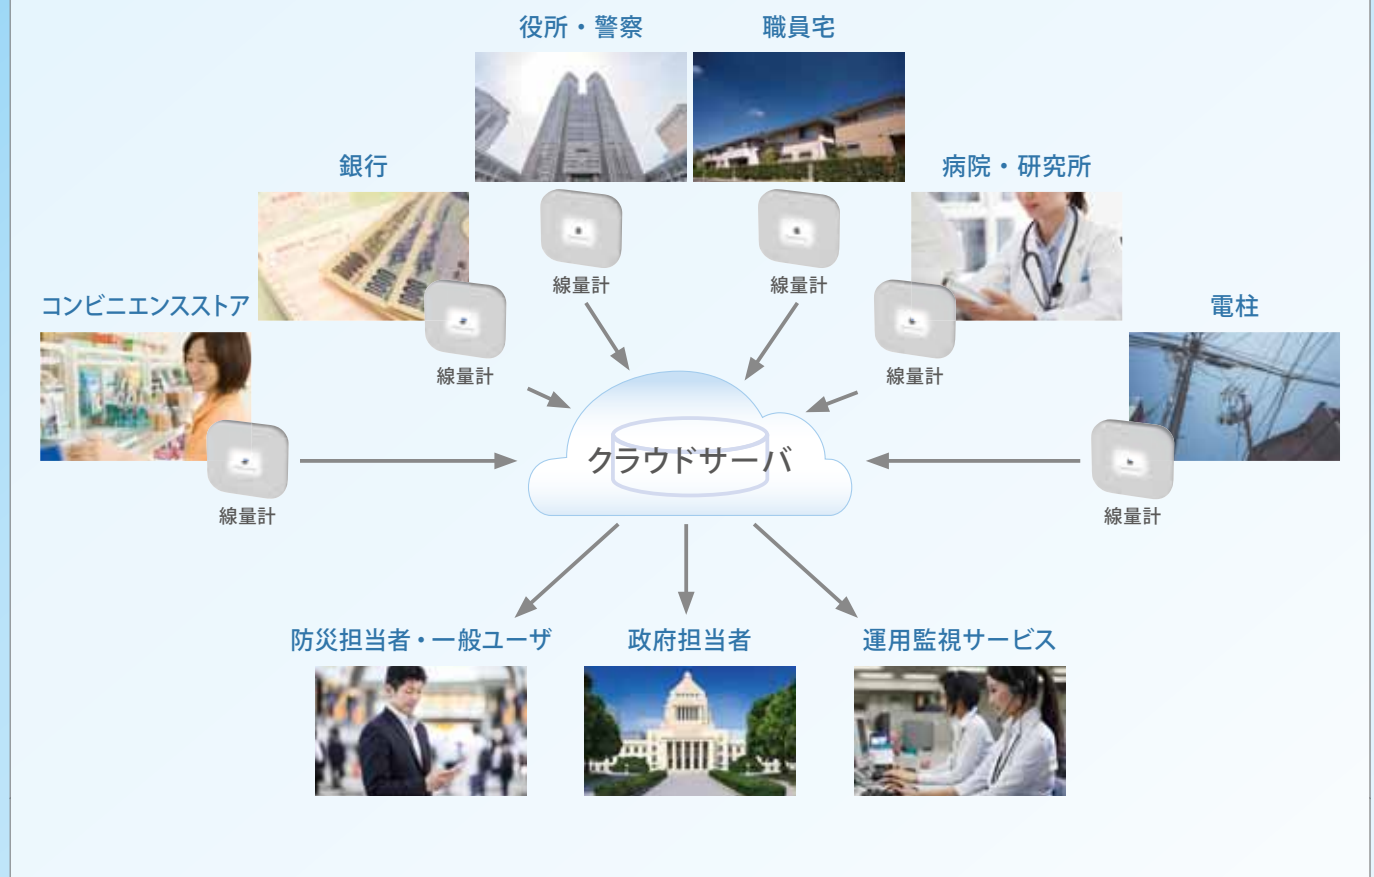 役所・警察
職員宅
銀行
病院・研究所
線量計
線量計
コンビニエンスストア
電柱
線量計
線量計
クラウドサーバ
線量計
線量計
防災担当者・一般ユーザ
政府担当者
運用監視サービス